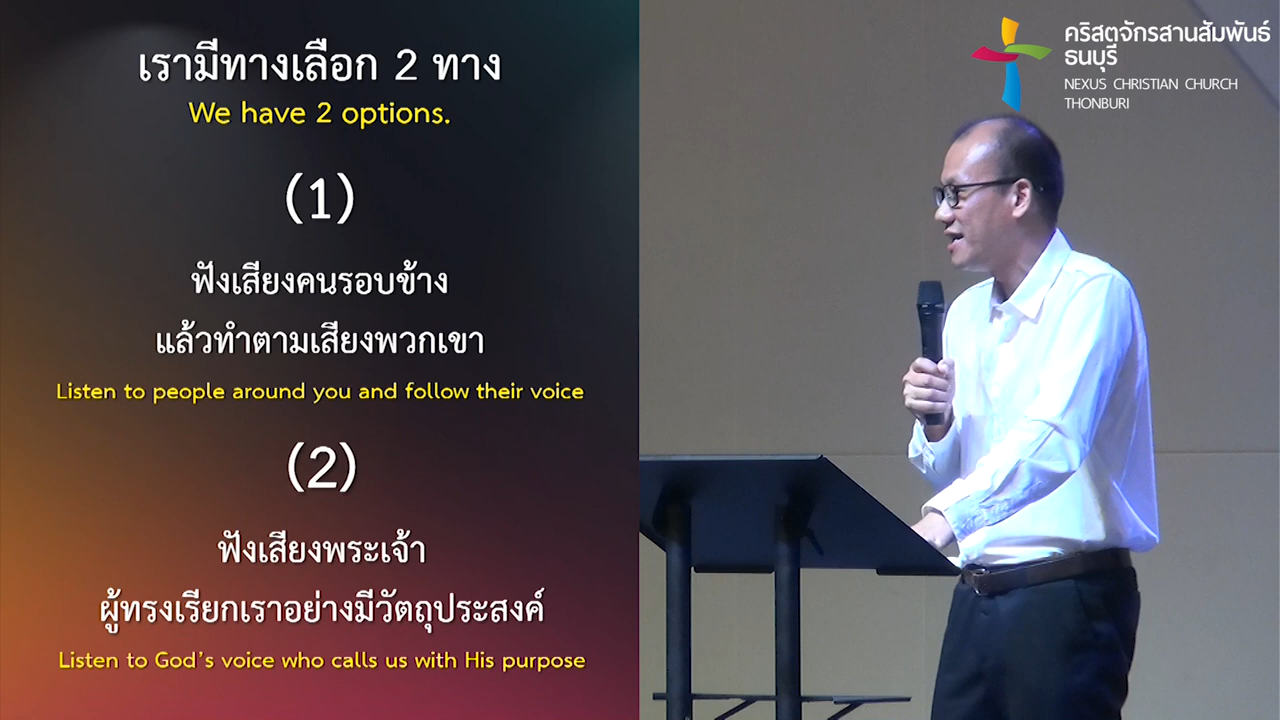 เรามีทางเลือก 2 ทาง
We have 2 options.
(1)
ฟังเสียงคนรอบข้าง
แล้วทำตามเสียงพวกเขา
Listen to people around you and follow their voice
(2)
ฟังเสียงพระเจ้า
ผู้ทรงเรียกเราอย่างมีวัตถุประสงค์
Listen to God's voice who calls us with His purpose
คริสตจักรสานสัมพันธ์
ธนบุรี
NEXUS CHRISTIAN CHURCH
THONBURI